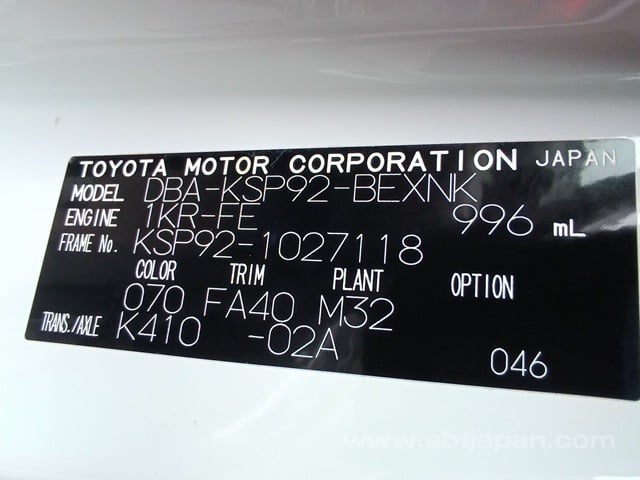 TOYOTA MOTOR CORPORATION JAPAN
MODEL DBA-KSP92-BEXNK
ENGINE 1KR-FE 996 mL
FRAME No. KSP92-1027118
COLOR TRIM PLANT OPTION
070 FA40 M32
TRANS./AXLE K410 -02A
046
www.sbtjapan.com